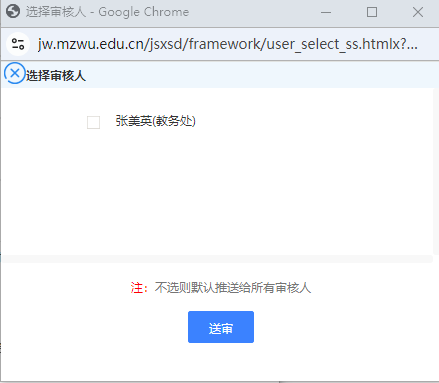 选择审核人 - Google Chrome
jw.mzwu.edu.cn/jsxsd/framework/user_select_ss.htmlx?...
选择审核人
张美英(教务处)
注：不选则默认推送给所有审核人
送审